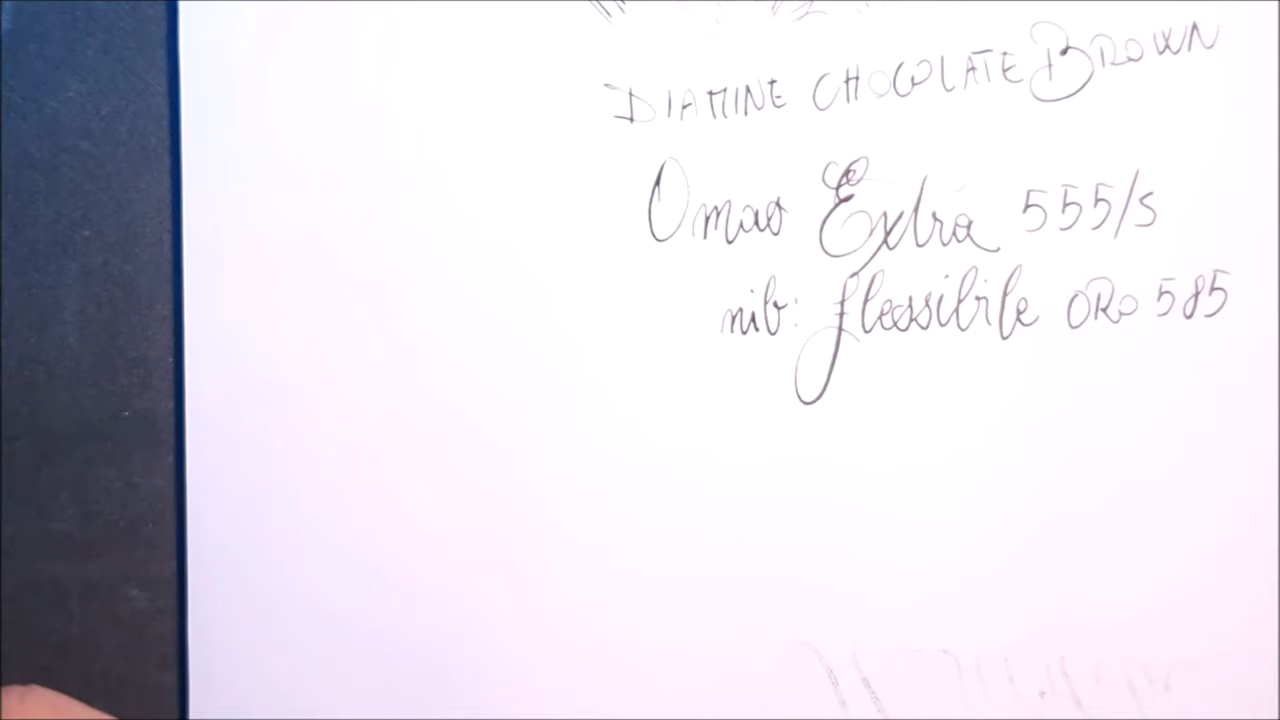 DIAMINE CHOCOLATE BROWN
Omas Extra 555/S
nib: flessibile ORO 585